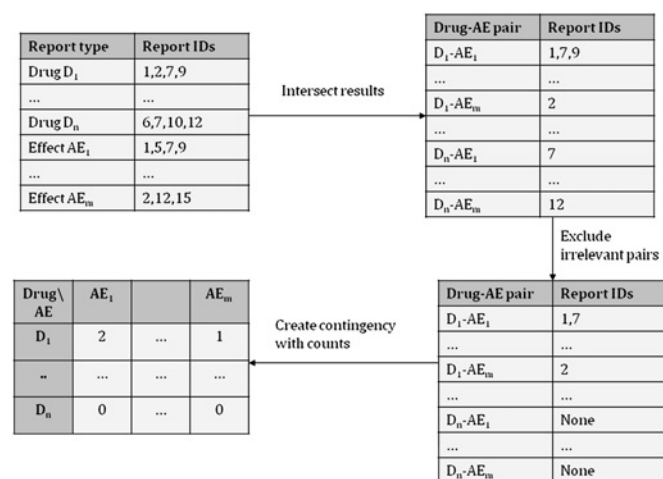 Report type Report IDs
Drug D₁ 1,2,7,9
... ...
Drug Dₙ 6,7,10,12
Effect AE₁ 1,5,7,9
... ...
Effect AEₘ 2,12,15
Intersect results
Drug-AE pair Report IDs
D₁-AE₁ 1,7,9
... ...
D₁-AEₘ 2
... ...
Dₙ-AE₁ 7
... ...
Dₙ-AEₘ 12
Exclude
irrelevant pairs
Drug-AE pair Report IDs
D₁-AE₁ 1,7
... ...
D₁-AEₘ 2
... ...
Dₙ-AE₁ None
... ...
Dₙ-AEₘ None
Create contingency
with counts
Drug\ AE₁ AEₘ
AE
D₁ 2 ... 1
.. ... ... ...
Dₙ 0 ... 0